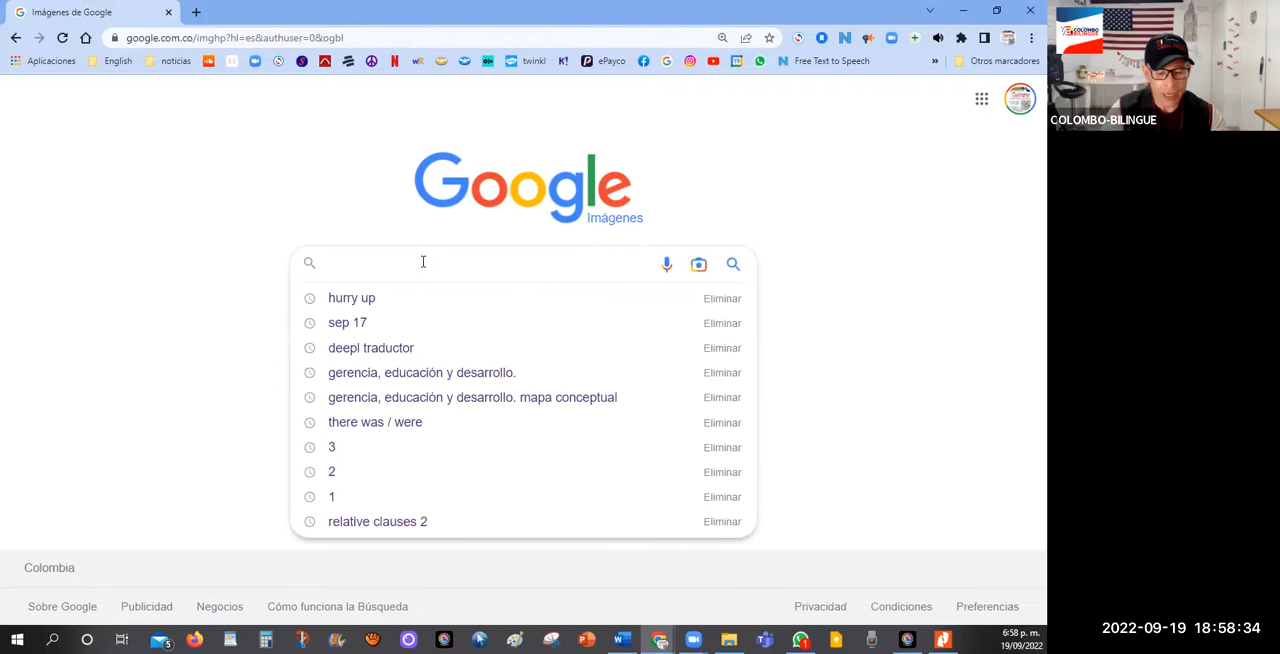 Imágenes de Google
google.com.co/imghp?hl=es&authuser=0&ogbl
Aplicaciones English noticias twinkl K! ePayco Free Text to Speech » Otros marcadores
COLOMBO BILINGUE
COLOMBO-BILINGUE
Google
Imágenes
hurry up Eliminar
sep 17 Eliminar
deepl traductor Eliminar
gerencia, educación y desarrollo. Eliminar
gerencia, educación y desarrollo. mapa conceptual Eliminar
there was / were Eliminar
3 Eliminar
2 Eliminar
1 Eliminar
relative clauses 2 Eliminar
Colombia
Sobre Google Publicidad Negocios Cómo funciona la Búsqueda Privacidad Condiciones Preferencias
6:58 p. m.
19/09/2022
2022-09-19 18:58:34